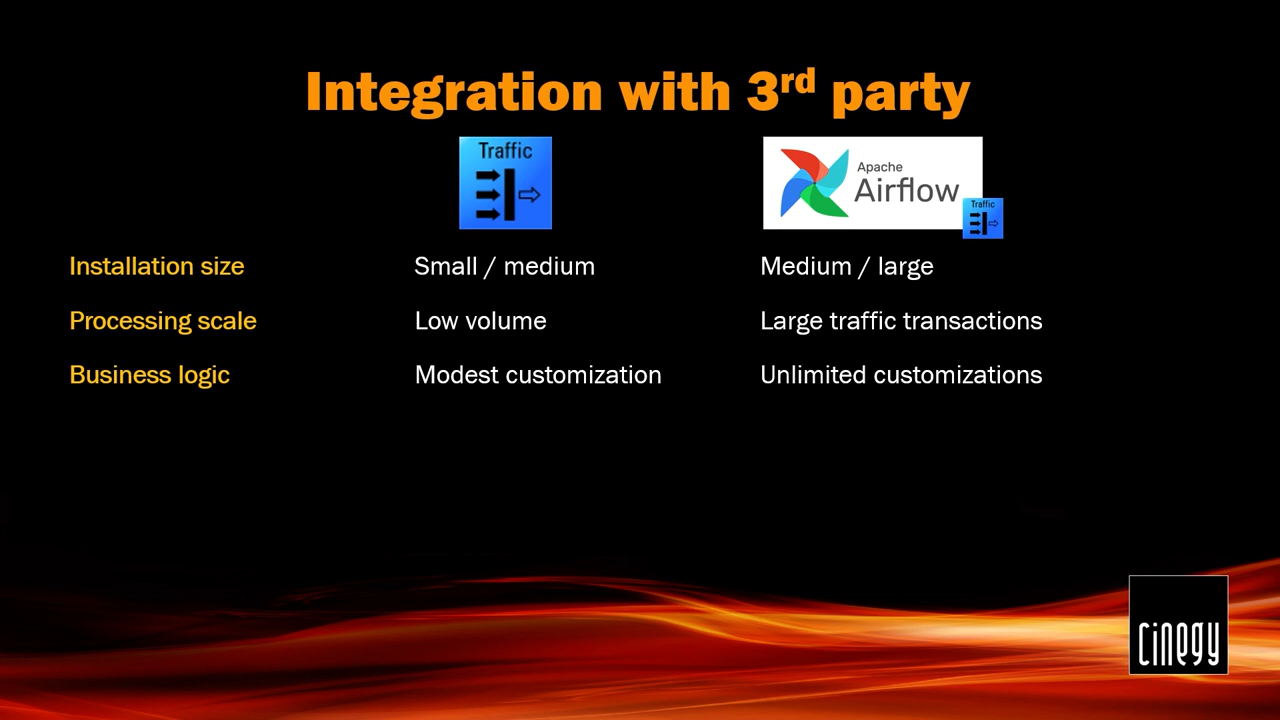 Integration with 3rd party
Traffic
Apache
Airflow
Traffic
Installation size Small / medium Medium / large
Processing scale Low volume Large traffic transactions
Business logic Modest customization Unlimited customizations
cinegy